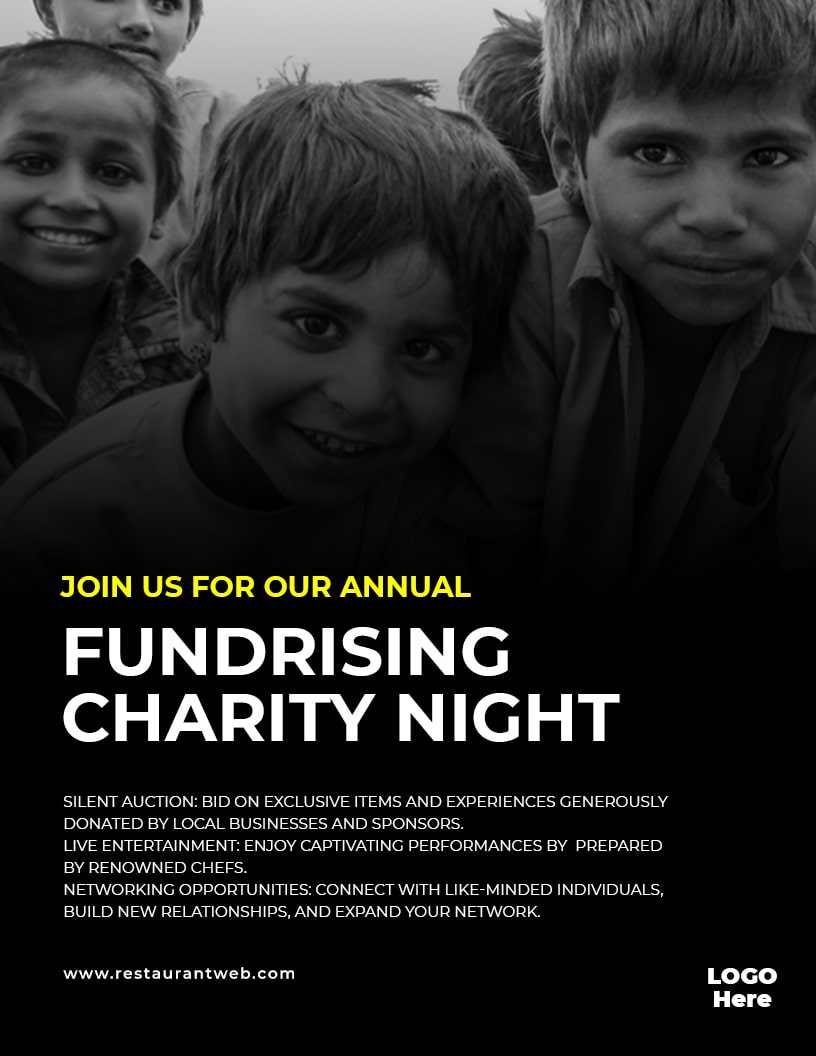 JOIN US FOR OUR ANNUAL
FUNDRISING
CHARITY NIGHT
SILENT AUCTION: BID ON EXCLUSIVE ITEMS AND EXPERIENCES GENEROUSLY
DONATED BY LOCAL BUSINESSES AND SPONSORS.
LIVE ENTERTAINMENT: ENJOY CAPTIVATING PERFORMANCES BY  PREPARED
BY RENOWNED CHEFS.
NETWORKING OPPORTUNITIES: CONNECT WITH LIKE-MINDED INDIVIDUALS,
BUILD NEW RELATIONSHIPS, AND EXPAND YOUR NETWORK.
www.restaurantweb.com
LOGO
Here